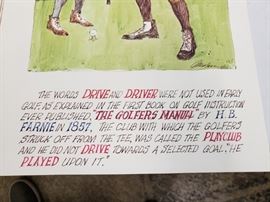 THE WORDS DRIVE AND DRIVER WERE NOT USED IN EARLY
GOLF. AS EXPLAINED IN THE FIRST BOOK ON GOLF INSTRUCTION
EVER PUBLISHED, "THE GOLFERS MANUAL BY H.B.
FARNIE IN 1857, THE CLUB WITH WHICH THE GOLFERS
STRUCK OFF FROM THE TEE, WAS CALLED THE PLAYCLUB
AND HE DID NOT DRIVE TOWARDS A SELECTED GOAL, "HE
PLAYED UPON IT."